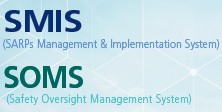 SMIS
(SARPs Management & Implementation System)
SOMS
(Safety Oversight Management System)